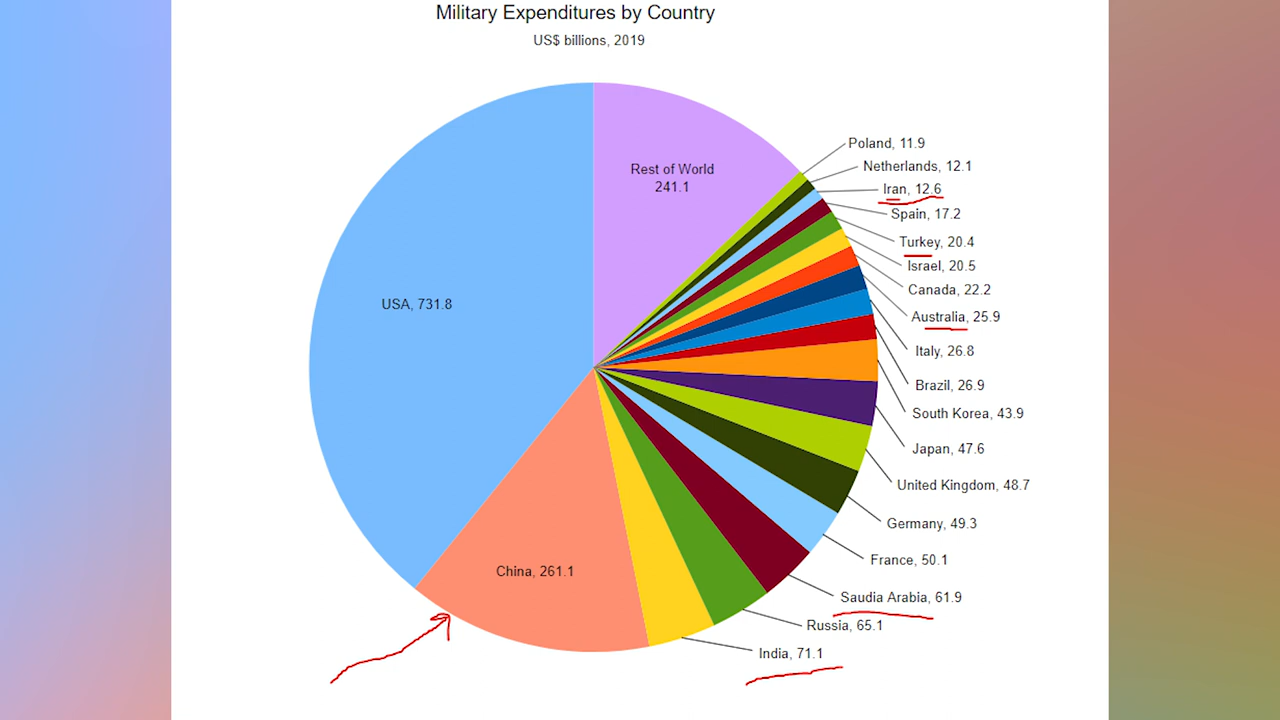 Military Expenditures by Country
US$ billions, 2019
Rest of World
241.1
USA, 731.8
China, 261.1
Poland, 11.9
Netherlands, 12.1
Iran, 12.6
Spain, 17.2
Turkey, 20.4
Israel, 20.5
Canada, 22.2
Australia, 25.9
Italy, 26.8
Brazil, 26.9
South Korea, 43.9
Japan, 47.6
United Kingdom, 48.7
Germany, 49.3
France, 50.1
Saudia Arabia, 61.9
Russia, 65.1
India, 71.1